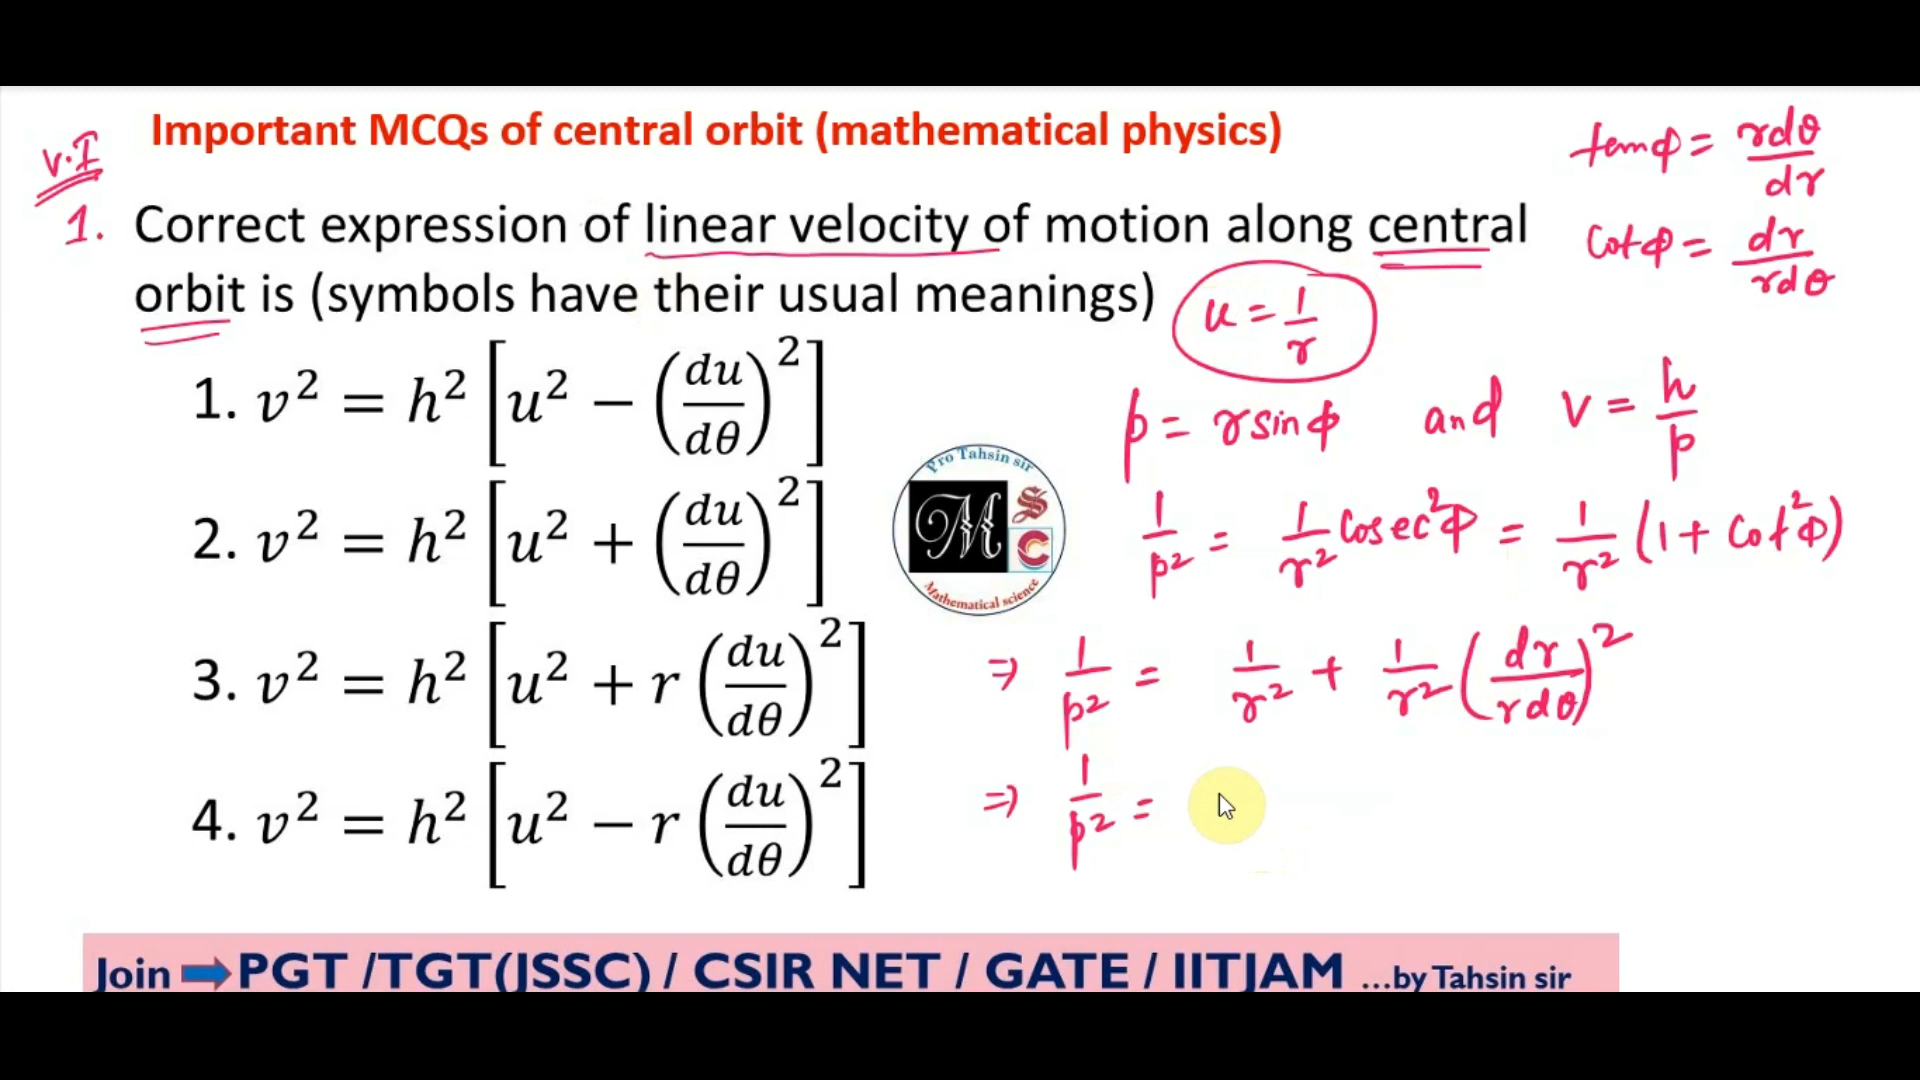 Important MCQs of central orbit (mathematical physics)
V.I
1. Correct expression of linear velocity of motion along central
orbit is (symbols have their usual meanings)
1. v² = h² [u² − (du/dθ)²]
2. v² = h² [u² + (du/dθ)²]
3. v² = h² [u² + r (du/dθ)²]
4. v² = h² [u² − r (du/dθ)²]
tanϕ = rdθ/dr
Cotϕ = dr/rdθ
u = 1/r
p = r sinϕ and v = h/p
1/p² = 1/r² Cosec²ϕ = 1/r² (1 + Cot²ϕ)
⇒ 1/p² = 1/r² + 1/r² (dr/rdθ)²
⇒ 1/p² =
Pro Tahsin sir
M S C
Mathematical science
Join ➡ PGT /TGT(JSSC) / CSIR NET / GATE / IITJAM ...by Tahsin sir